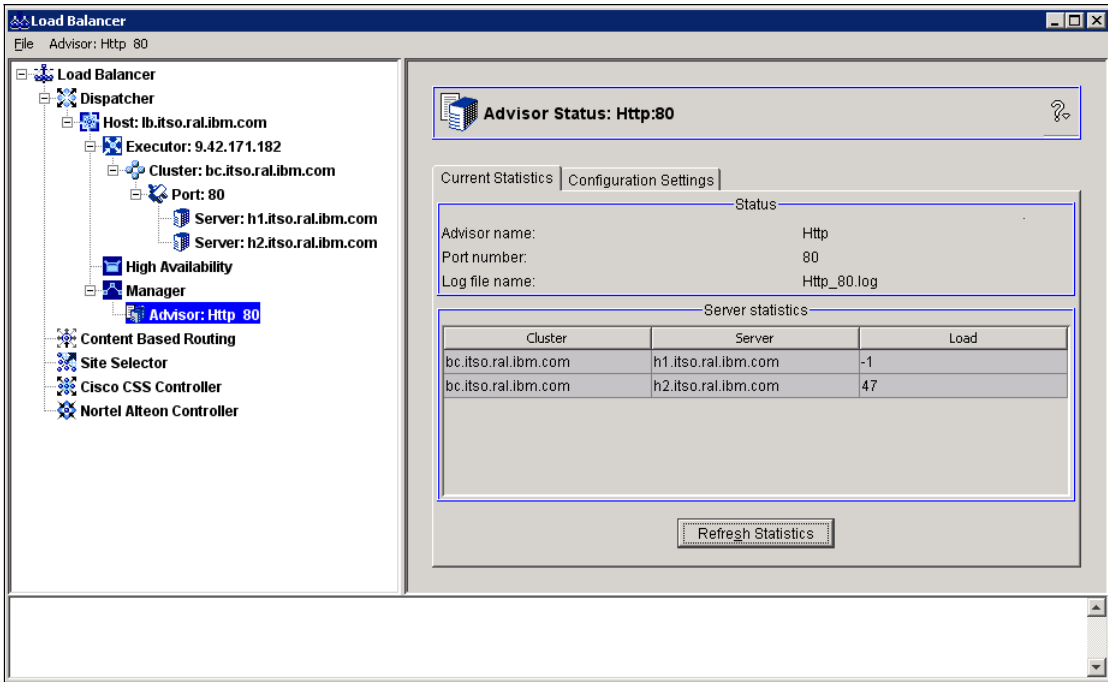 Load Balancer
File Advisor: Http 80
Load Balancer
Dispatcher
Host: lb.itso.ral.ibm.com
Executor: 9.42.171.182
Cluster: bc.itso.ral.ibm.com
Port: 80
Server: h1.itso.ral.ibm.com
Server: h2.itso.ral.ibm.com
High Availability
Manager
Advisor: Http 80
Content Based Routing
Site Selector
Cisco CSS Controller
Nortel Alteon Controller
Advisor Status: Http:80
?
Current Statistics Configuration Settings
Status
Advisor name: Http
Port number: 80
Log file name: Http_80.log
Server statistics
Cluster Server Load
bc.itso.ral.ibm.com h1.itso.ral.ibm.com -1
bc.itso.ral.ibm.com h2.itso.ral.ibm.com 47
Refresh Statistics